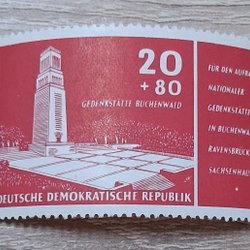 20
+ 80
GEDENKSTÄTTE BUCHENWALD
DEUTSCHE DEMOKRATISCHE REPUBLIK
FÜR DEN AUFBAU
NATIONALER
GEDENKSTÄTTEN
IN BUCHENWALD
RAVENSBRÜCK
SACHSENHAUSEN